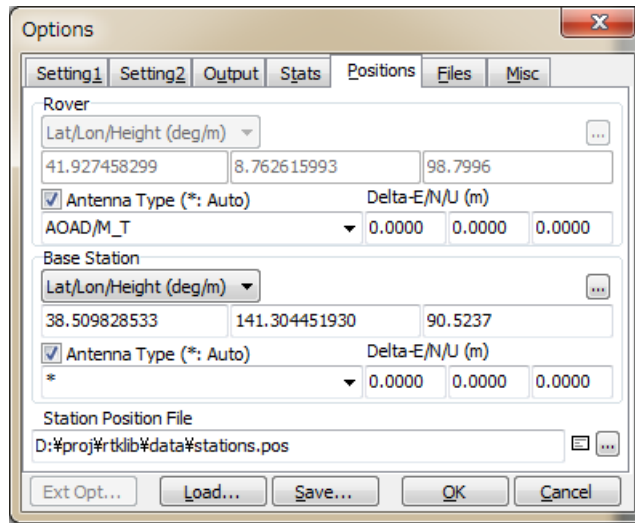 Options
Setting1 Setting2 Output Stats Positions Files Misc
Rover
Lat/Lon/Height (deg/m) ...
41.927458299 8.762615993 98.7996
Antenna Type (*: Auto) Delta-E/N/U (m)
AOAD/M_T 0.0000 0.0000 0.0000
Base Station
Lat/Lon/Height (deg/m) ...
38.509828533 141.304451930 90.5237
Antenna Type (*: Auto) Delta-E/N/U (m)
* 0.0000 0.0000 0.0000
Station Position File
D:¥proj¥rtklib¥data¥stations.pos ...
Ext Opt... Load... Save... OK Cancel